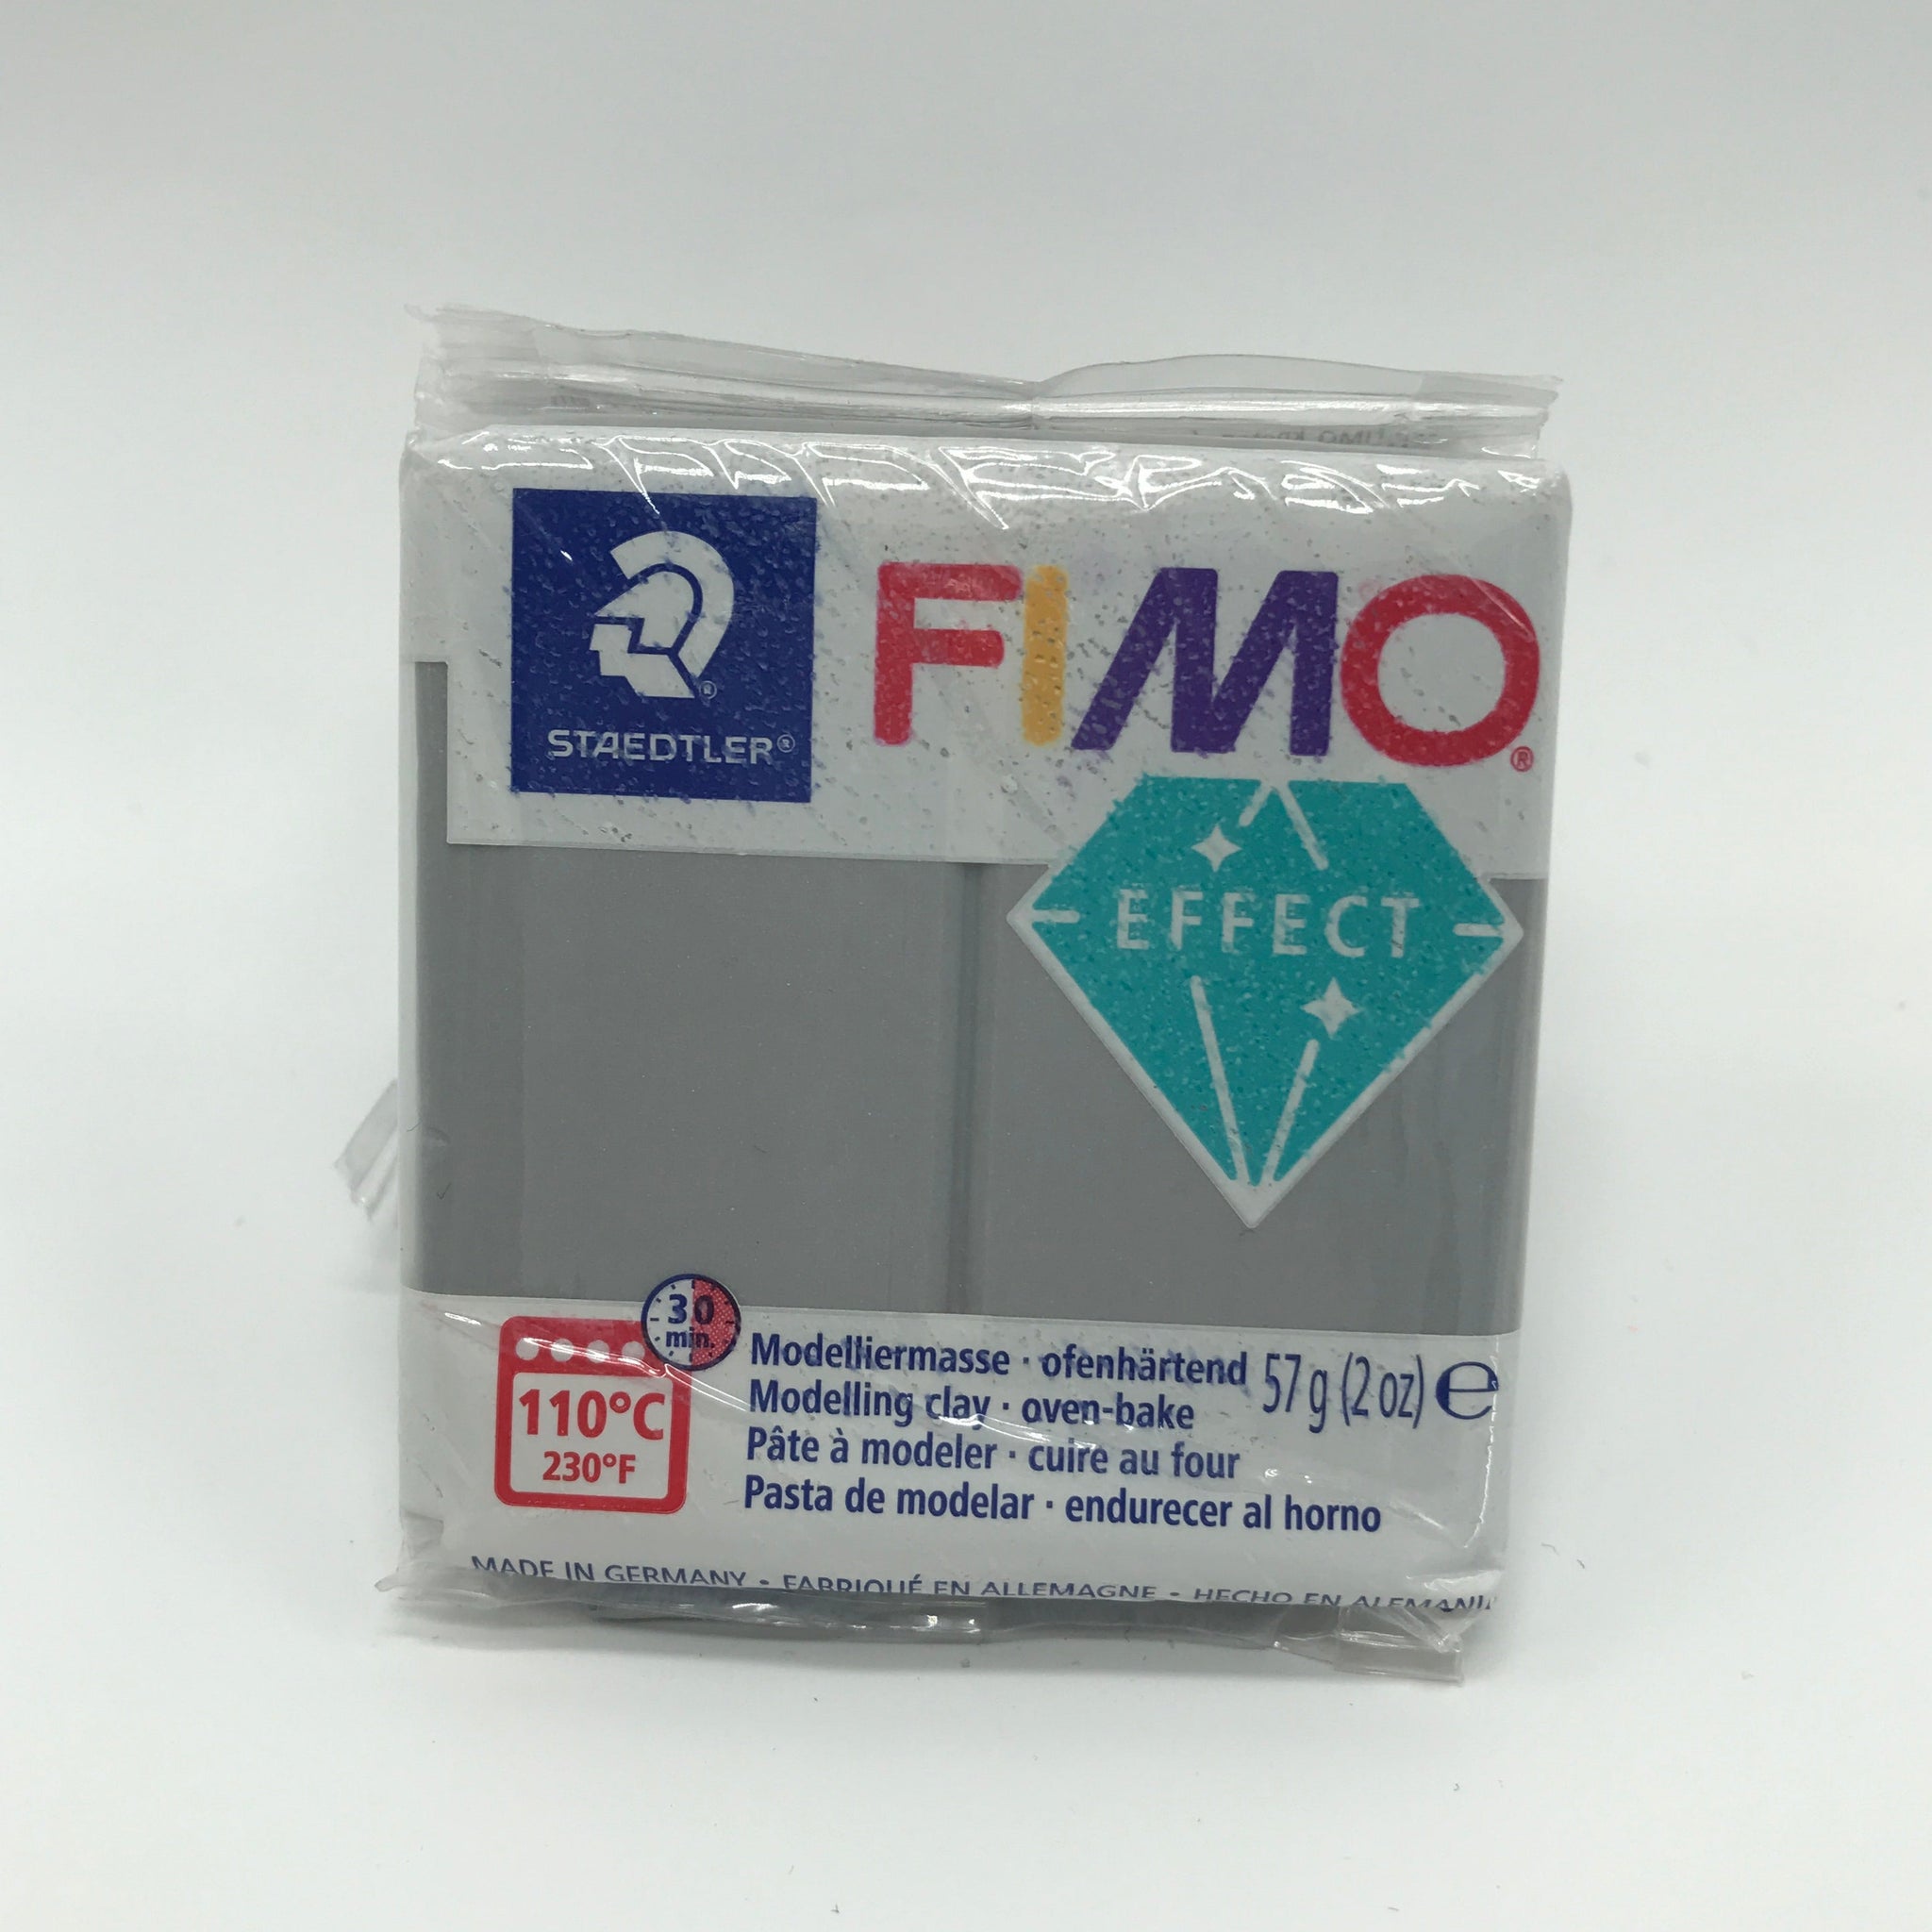 STAEDTLER®
FIMO®
EFFECT
30
min.
110°C
230°F
Modelliermasse · ofenhärtend 57 g (2 oz) ℮
Modelling clay · oven-bake
Pâte à modeler · cuire au four
Pasta de modelar · endurecer al horno
MADE IN GERMANY • FABRIQUÉ EN ALLEMAGNE • HECHO EN ALEMANI